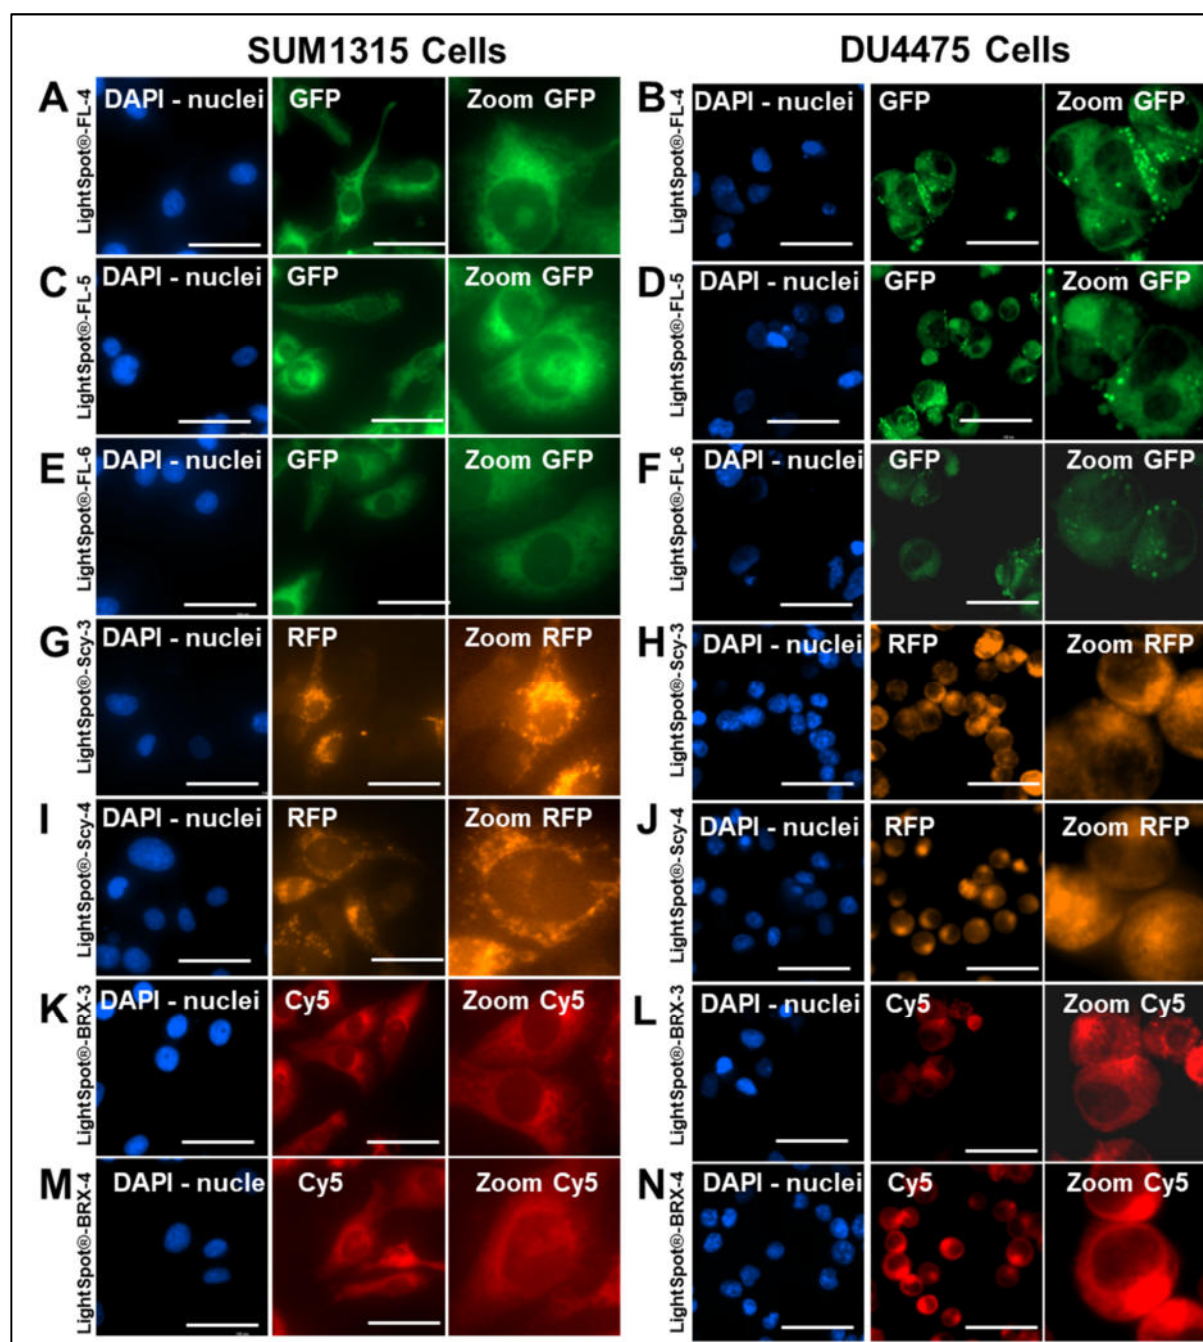 SUM1315 Cells
DU4475 Cells
A
LightSpot®-FL-4
DAPI - nuclei
GFP
Zoom GFP
B
LightSpot®-FL-4
DAPI - nuclei
GFP
Zoom GFP
C
LightSpot®-FL-5
DAPI - nuclei
GFP
Zoom GFP
D
LightSpot®-FL-5
DAPI - nuclei
GFP
Zoom GFP
E
LightSpot®-FL-6
DAPI - nuclei
GFP
Zoom GFP
F
LightSpot®-FL-6
DAPI - nuclei
GFP
Zoom GFP
G
LightSpot®-Scy-3
DAPI - nuclei
RFP
Zoom RFP
H
LightSpot®-Scy-3
DAPI - nuclei
RFP
Zoom RFP
I
LightSpot®-Scy-4
DAPI - nuclei
RFP
Zoom RFP
J
LightSpot®-Scy-4
DAPI - nuclei
RFP
Zoom RFP
K
LightSpot®-BRX-3
DAPI - nuclei
Cy5
Zoom Cy5
L
LightSpot®-BRX-3
DAPI - nuclei
Cy5
Zoom Cy5
M
LightSpot®-BRX-4
DAPI - nucle
Cy5
Zoom Cy5
N
LightSpot®-BRX-4
DAPI - nuclei
Cy5
Zoom Cy5